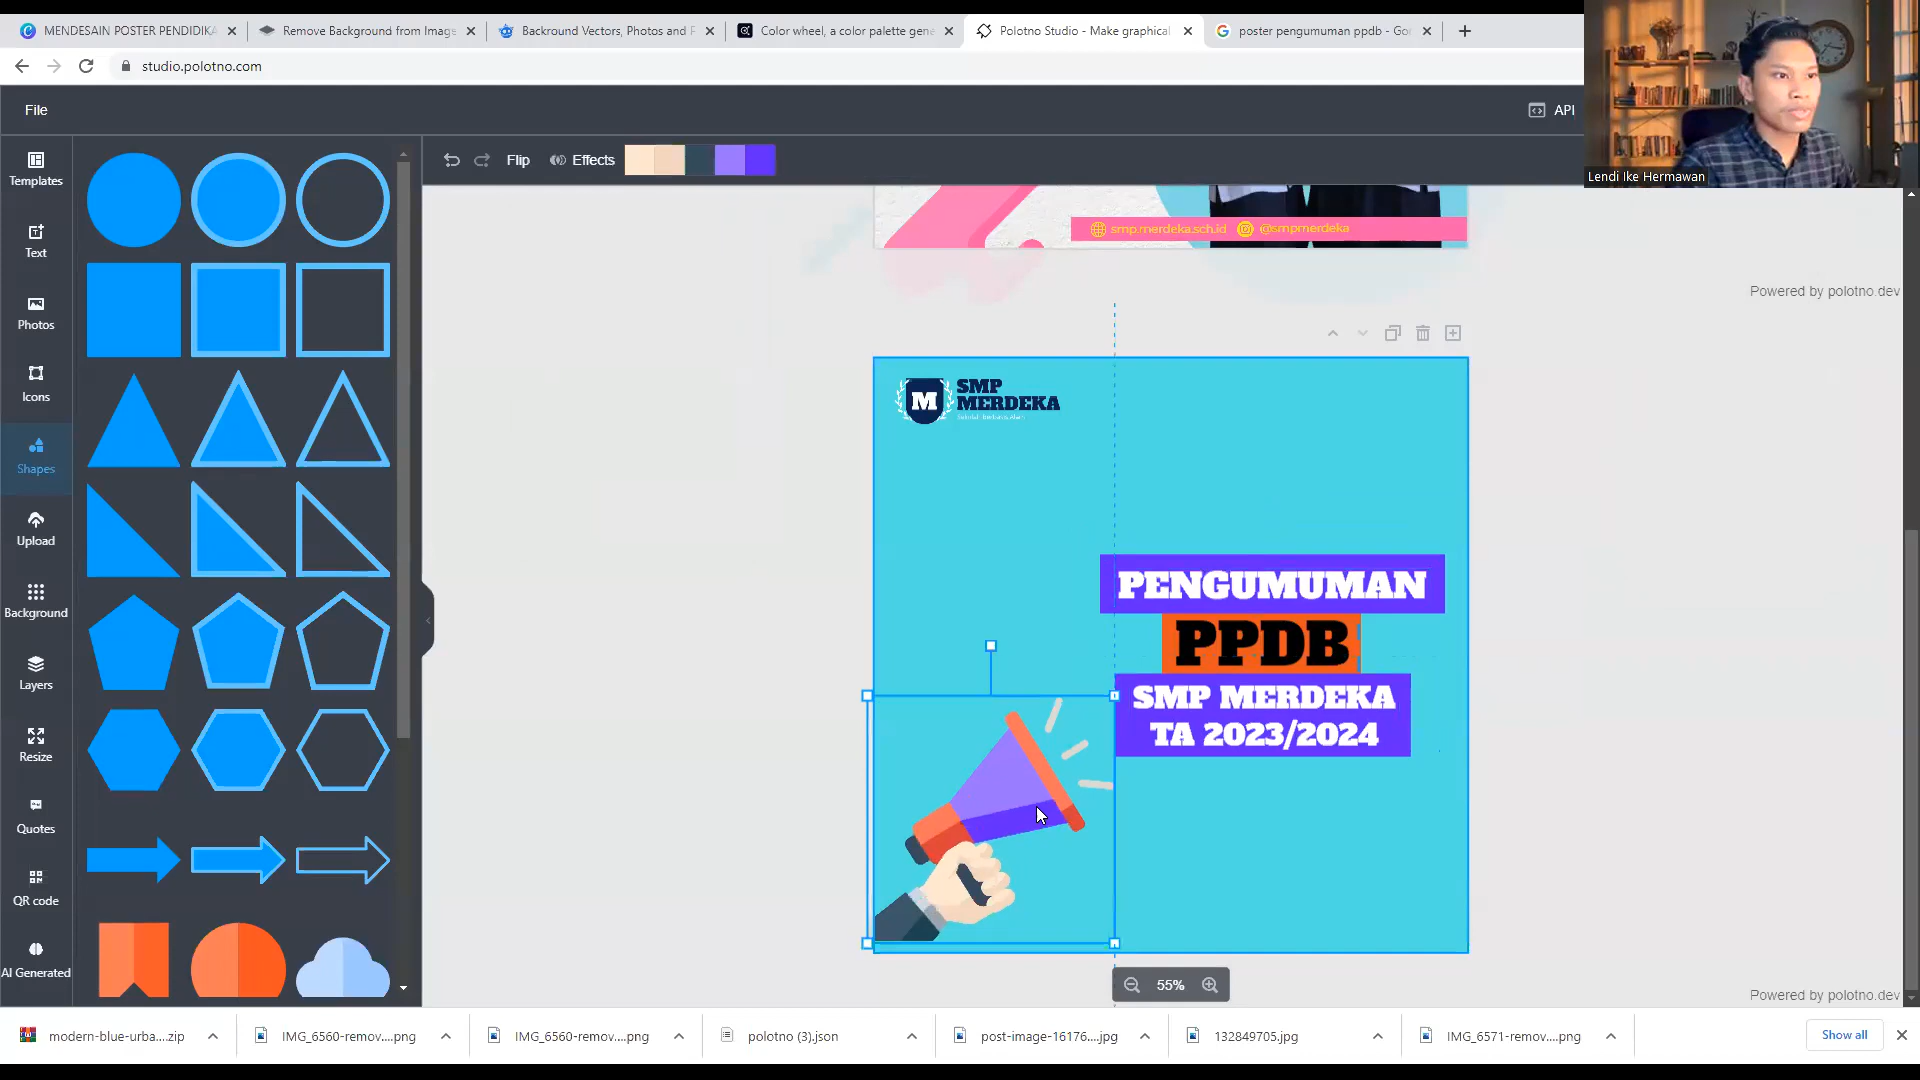 MENDESAIN POSTER PENDIDIKA
Remove Background from Image
Backround Vectors, Photos and F
Color wheel, a color palette gene
Polotno Studio - Make graphical
poster pengumuman ppdb - Goo
studio.polotno.com
File
API
Lendi Ike Hermawan
Flip
Effects
Templates
Text
Photos
Icons
Shapes
Upload
Background
Layers
Resize
Quotes
QR code
AI Generated
smp.merdeka.sch.id
@smpmerdeka
Powered by polotno.dev
M
SMP
MERDEKA
Sekolah Berbasis Alam
PENGUMUMAN
PPDB
SMP MERDEKA
TA 2023/2024
55%
Powered by polotno.dev
modern-blue-urba....zip
IMG_6560-remov....png
IMG_6560-remov....png
polotno (3).json
post-image-16176....jpg
132849705.jpg
IMG_6571-remov....png
Show all